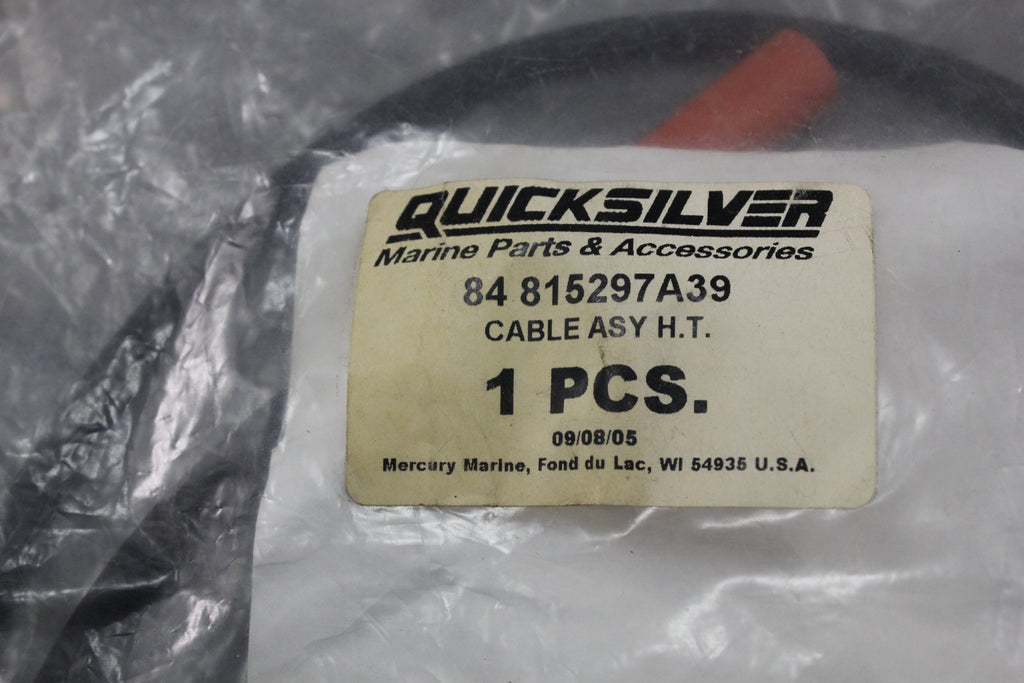 QUICKSILVER
Marine Parts & Accessories
84 815297A39
CABLE ASY H.T.
1 PCS.
09/08/05
Mercury Marine, Fond du Lac, WI 54935 U.S.A.